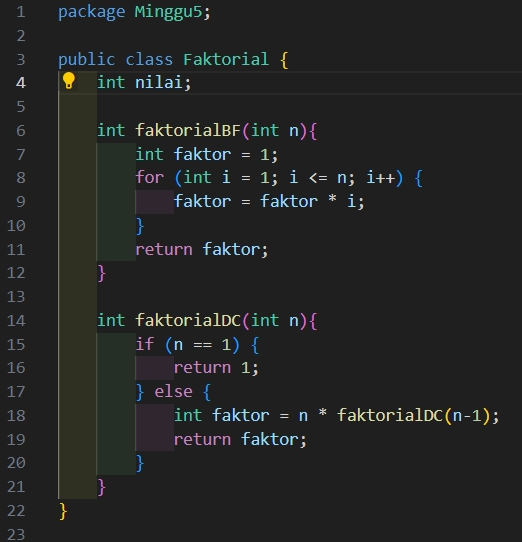 1 package Minggu5;
2
3 public class Faktorial {
4     int nilai;
5
6     int faktorialBF(int n){
7         int faktor = 1;
8         for (int i = 1; i <= n; i++) {
9             faktor = faktor * i;
10         }
11         return faktor;
12     }
13
14     int faktorialDC(int n){
15         if (n == 1) {
16             return 1;
17         } else {
18             int faktor = n * faktorialDC(n-1);
19             return faktor;
20         }
21     }
22 }
23